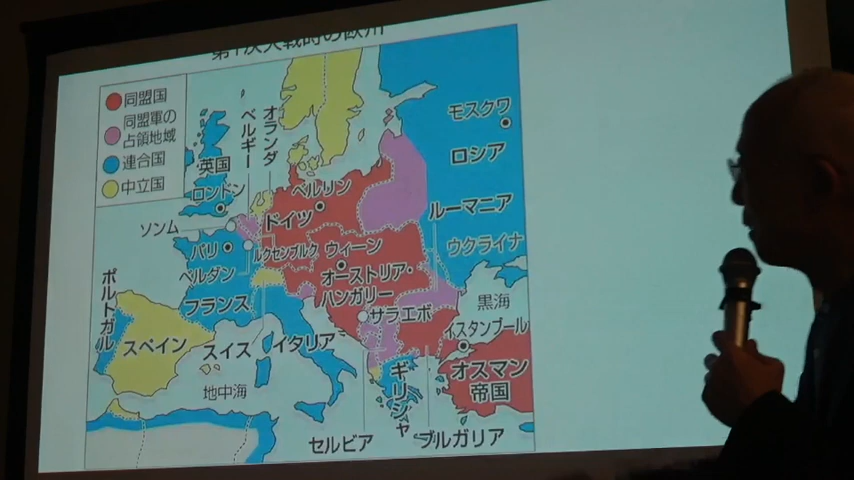 第1次大戦時の欧州
同盟国
同盟軍の
占領地域
連合国
中立国
オランダ
ベルギー
英国
ロンドン
モスクワ
ロシア
ベルリン
ドイツ
ルーマニア
ソンム
パリ
ルクセンブルク
ウィーン
ウクライナ
ベルダン
オーストリア・
ハンガリー
ポルトガル
フランス
サラエボ
黒海
スペイン
スイス
イタリア
イスタンブール
地中海
ギリシャ
オスマン
帝国
セルビア
ブルガリア